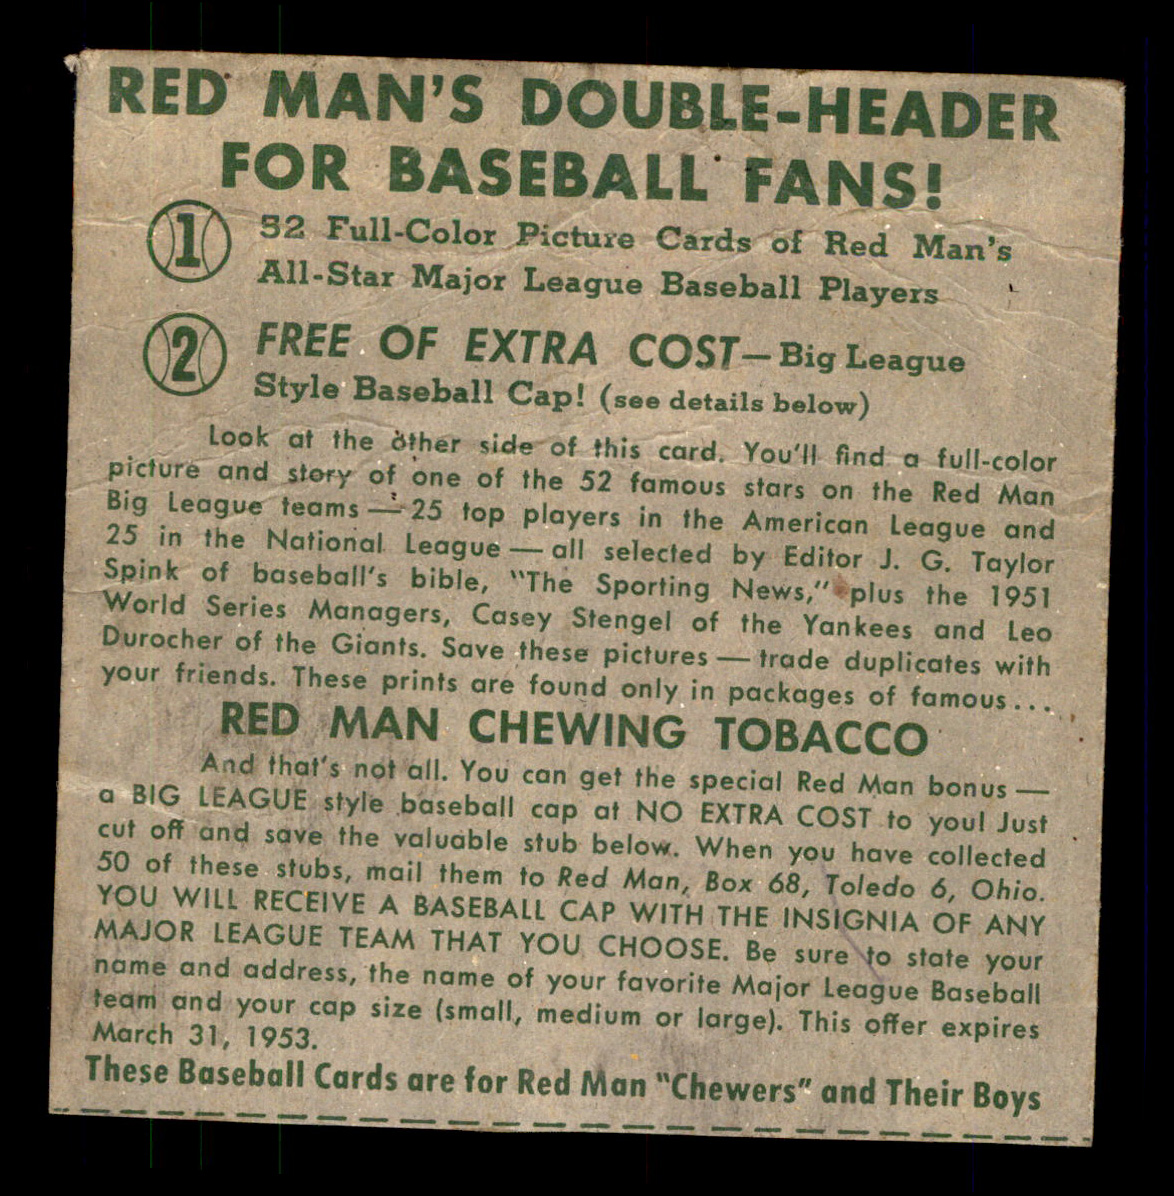 RED MAN'S DOUBLE-HEADER
FOR BASEBALL FANS!
1 52 Full-Color Picture Cards of Red Man's
All-Star Major League Baseball Players
2 FREE OF EXTRA COST—Big League
Style Baseball Cap! (see details below)
Look at the other side of this card. You'll find a full-color
picture and story of one of the 52 famous stars on the Red Man
Big League teams — 25 top players in the American League and
25 in the National League — all selected by Editor J. G. Taylor
Spink of baseball's bible, "The Sporting News," plus the 1951
World Series Managers, Casey Stengel of the Yankees and Leo
Durocher of the Giants. Save these pictures — trade duplicates with
your friends. These prints are found only in packages of famous...
RED MAN CHEWING TOBACCO
And that's not all. You can get the special Red Man bonus —
a BIG LEAGUE style baseball cap at NO EXTRA COST to you! Just
cut off and save the valuable stub below. When you have collected
50 of these stubs, mail them to Red Man, Box 68, Toledo 6, Ohio.
YOU WILL RECEIVE A BASEBALL CAP WITH THE INSIGNIA OF ANY
MAJOR LEAGUE TEAM THAT YOU CHOOSE. Be sure to state your
name and address, the name of your favorite Major League Baseball
team and your cap size (small, medium or large). This offer expires
March 31, 1953.
These Baseball Cards are for Red Man "Chewers" and Their Boys